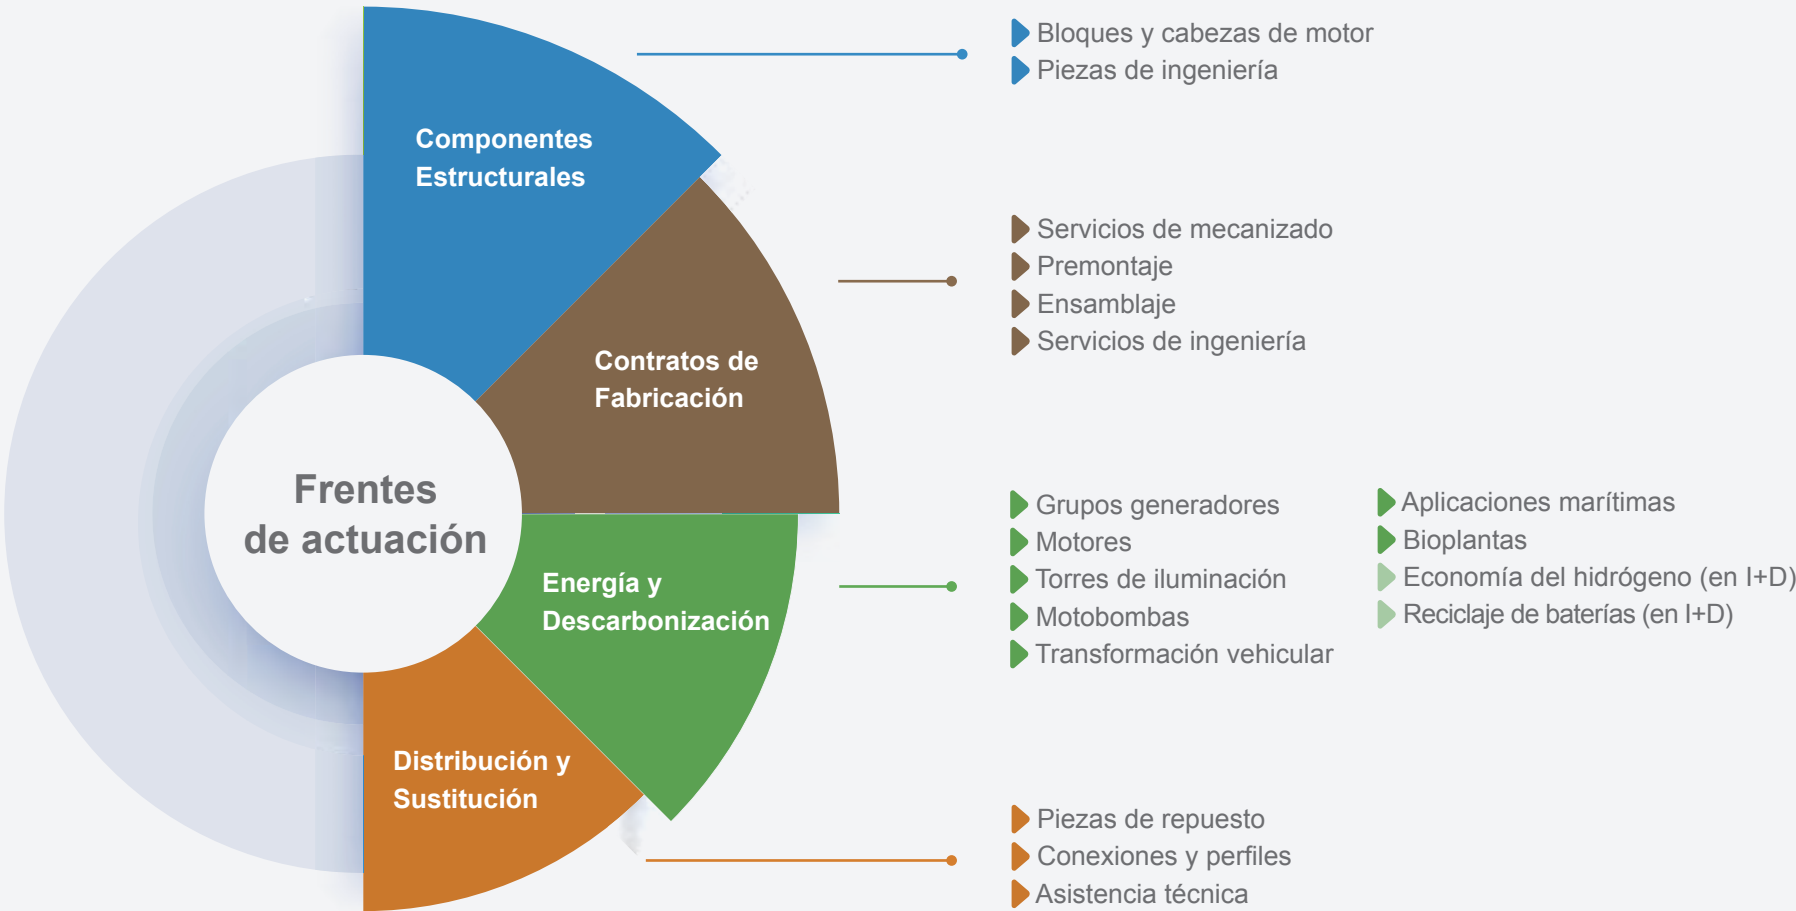 Frentes
de actuación
Componentes
Estructurales
Bloques y cabezas de motor
Piezas de ingeniería
Contratos de
Fabricación
Servicios de mecanizado
Premontaje
Ensamblaje
Servicios de ingeniería
Energía y
Descarbonización
Grupos generadores
Motores
Torres de iluminación
Motobombas
Transformación vehicular
Aplicaciones marítimas
Bioplantas
Economía del hidrógeno (en I+D)
Reciclaje de baterías (en I+D)
Distribución y
Sustitución
Piezas de repuesto
Conexiones y perfiles
Asistencia técnica